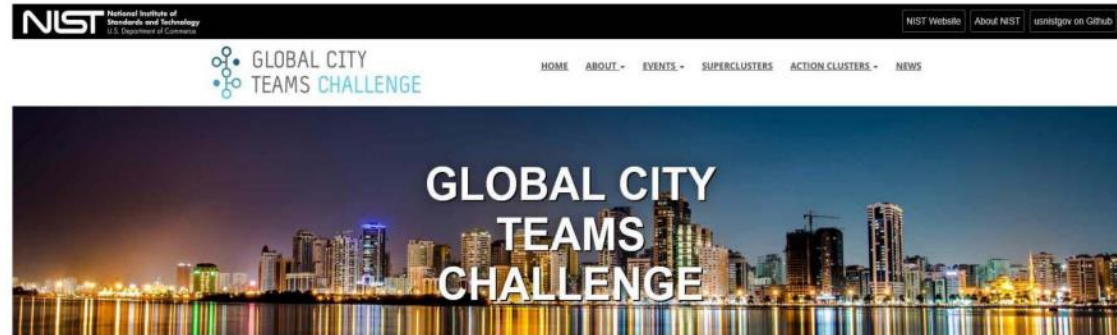 NIST
National Institute of
Standards and Technology
U.S. Department of Commerce
NIST Website
About NIST
usnistgov on Github
GLOBAL CITY
TEAMS CHALLENGE
HOME
ABOUT
EVENTS
SUPERCLUSTERS
ACTION CLUSTERS
NEWS
GLOBAL CITY
TEAMS
CHALLENGE